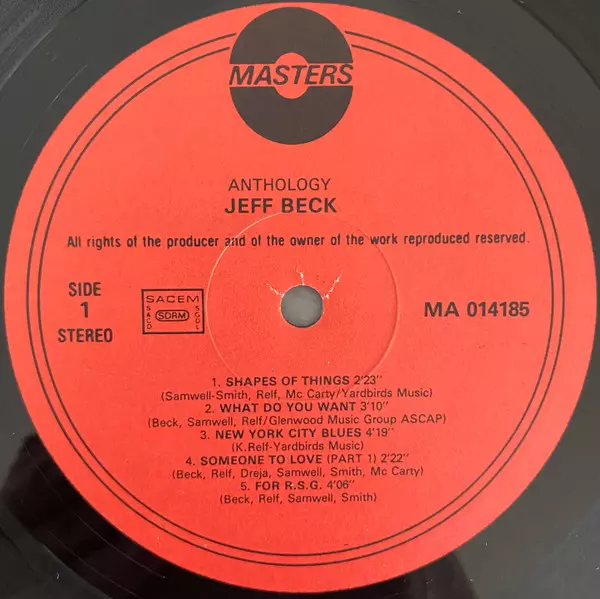 MASTERS
ANTHOLOGY
JEFF BECK
All rights of the producer and of the owner of the work reproduced reserved.
SIDE
1
STEREO
SACEM
SACD
SDRM
SGDL
MA 014185
1. SHAPES OF THINGS 2'23"
(Samwell-Smith, Relf, Mc Carty/Yardbirds Music)
2. WHAT DO YOU WANT 3'10"
(Beck, Samwell, Relf/Glenwood Music Group ASCAP)
3. NEW YORK CITY BLUES 4'19"
(K.Relf-Yardbirds Music)
4. SOMEONE TO LOVE (PART 1) 2'22"
(Beck, Relf, Dreja, Samwell, Smith, Mc Carty)
5. FOR R.S.G. 4'06"
(Beck, Relf, Samwell, Smith)